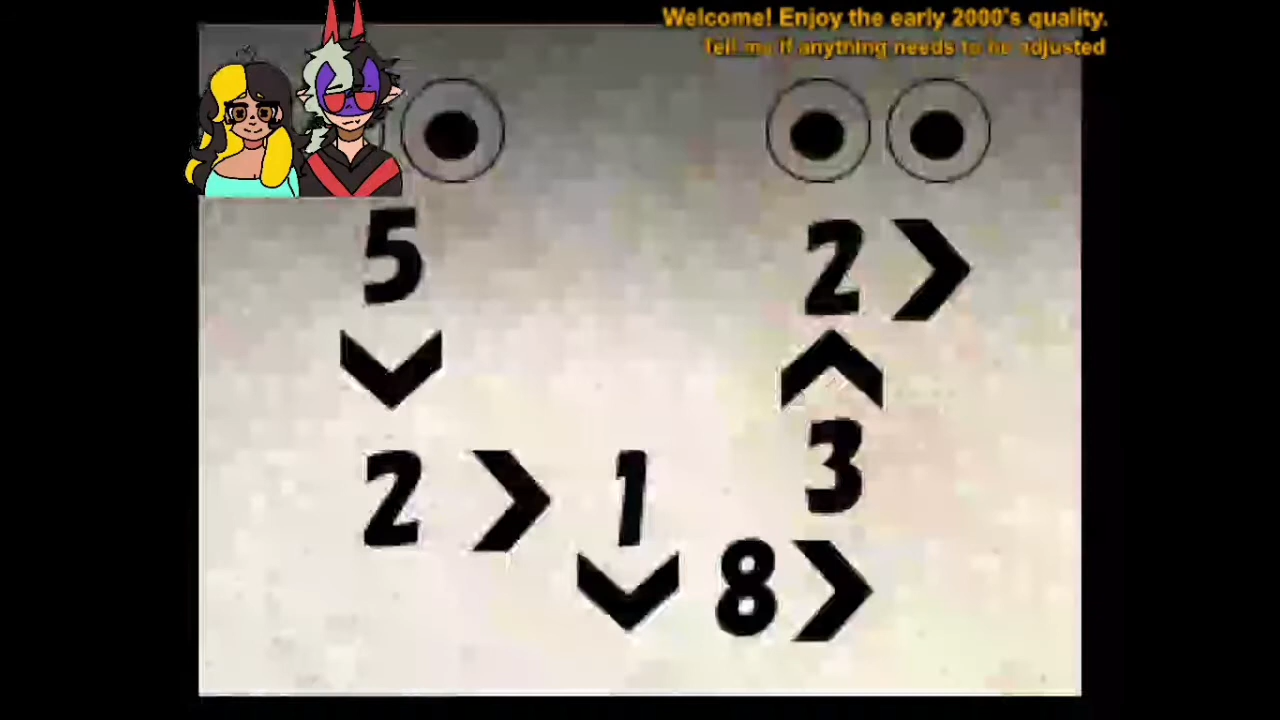 Welcome! Enjoy the early 2000's quality.
Tell me if anything needs to be adjusted
5
2 >
2 > 1
3
8 >